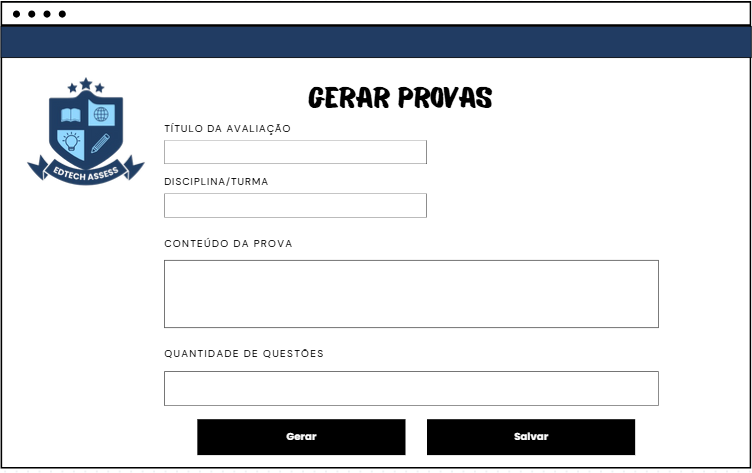 GERAR PROVAS
EDTECH ASSESS
TÍTULO DA AVALIAÇÃO
DISCIPLINA/TURMA
CONTEÚDO DA PROVA
QUANTIDADE DE QUESTÕES
Gerar
Salvar